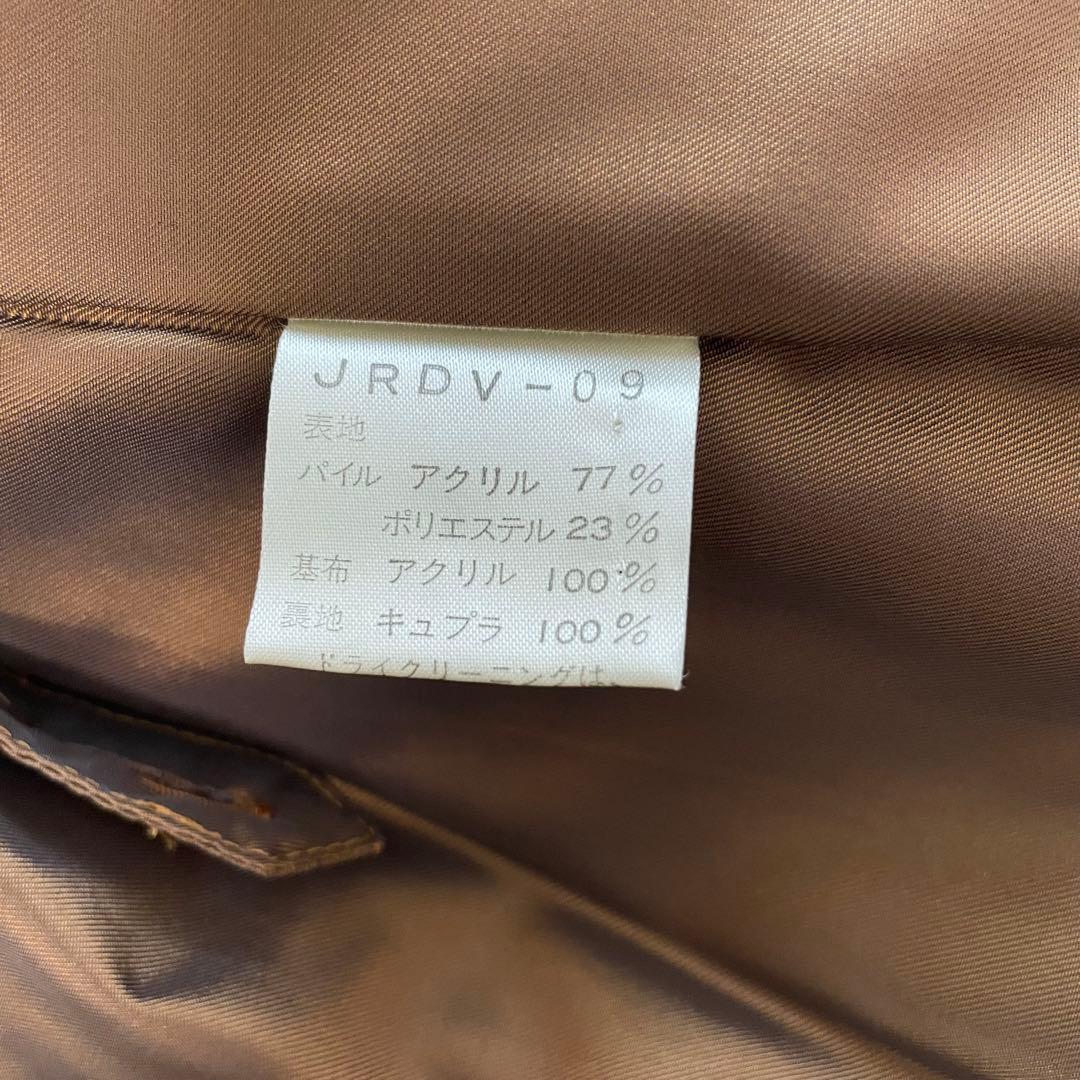 JRDV-09
表地
パイル アクリル 77%
ポリエステル 23%
基布 アクリル 100%
裏地 キュプラ 100%
ドライクリーニングは、